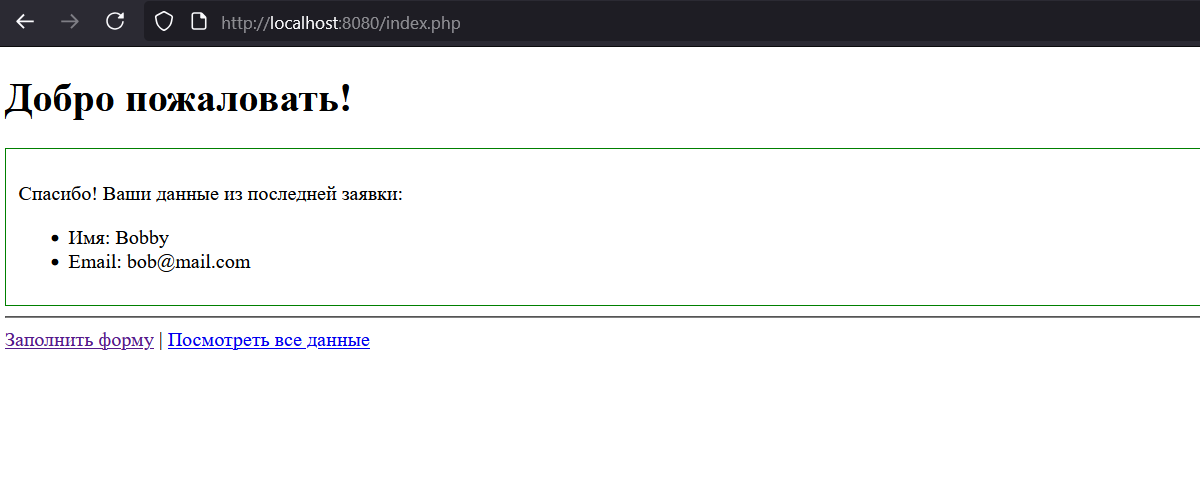 http://localhost:8080/index.php
Добро пожаловать!
Спасибо! Ваши данные из последней заявки:
• Имя: Bobby
• Email: bob@mail.com
Заполнить форму | Посмотреть все данные